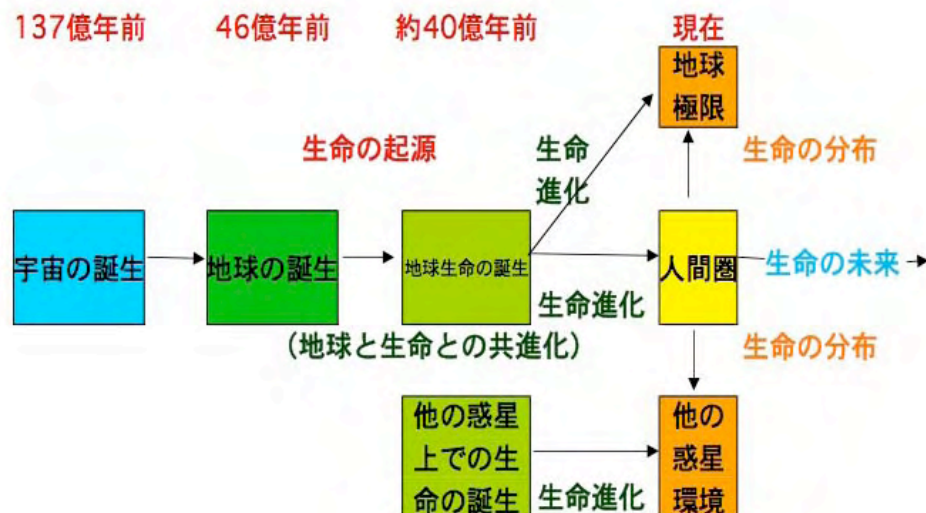 137億年前 46億年前 約40億年前 現在
地球
極限
生命の起源
生命
進化
生命の分布
宇宙の誕生
地球の誕生
地球生命の誕生
人間圏
生命の未来
生命進化
(地球と生命との共進化)
生命の分布
他の惑星
上での生
命の誕生
生命進化
他の
惑星
環境